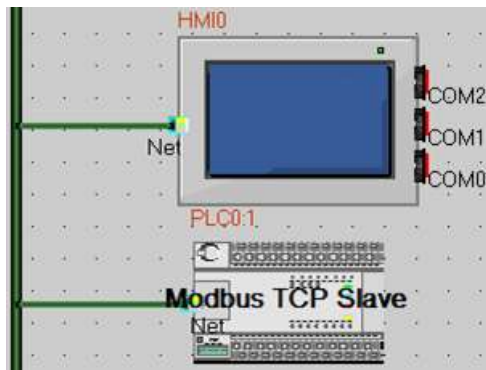 HMI0
COM2
COM1
Net
COM0
PLC0:1
Modbus TCP Slave
Net